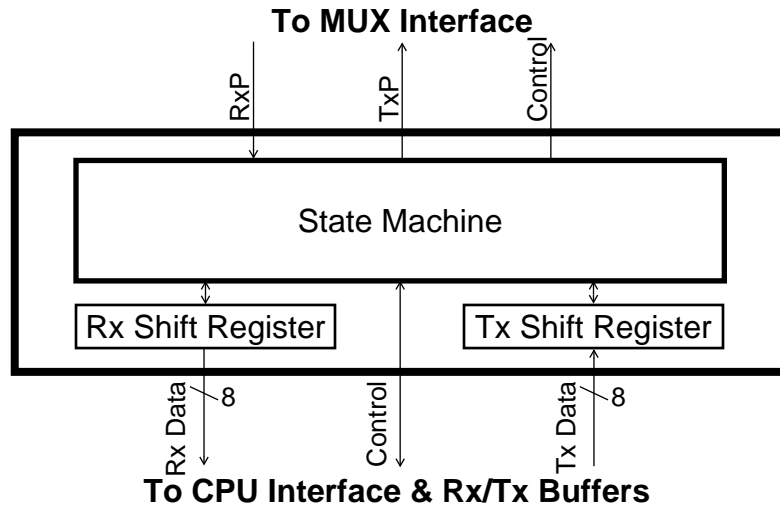 To MUX Interface
RxP
TxP
Control
State Machine
Rx Shift Register
Tx Shift Register
Rx Data
8
Control
Tx Data
8
To CPU Interface & Rx/Tx Buffers